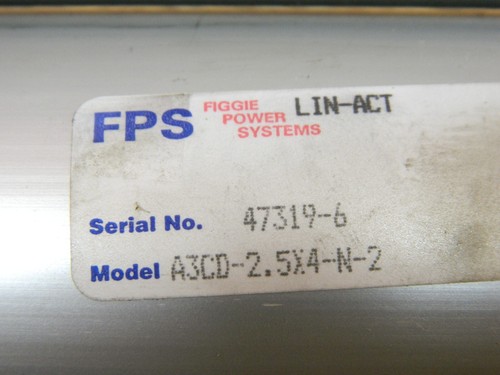 FPS FIGGIE POWER SYSTEMS LIN-ACT
Serial No. 47319-6
Model A3CD-2.5X4-N-2